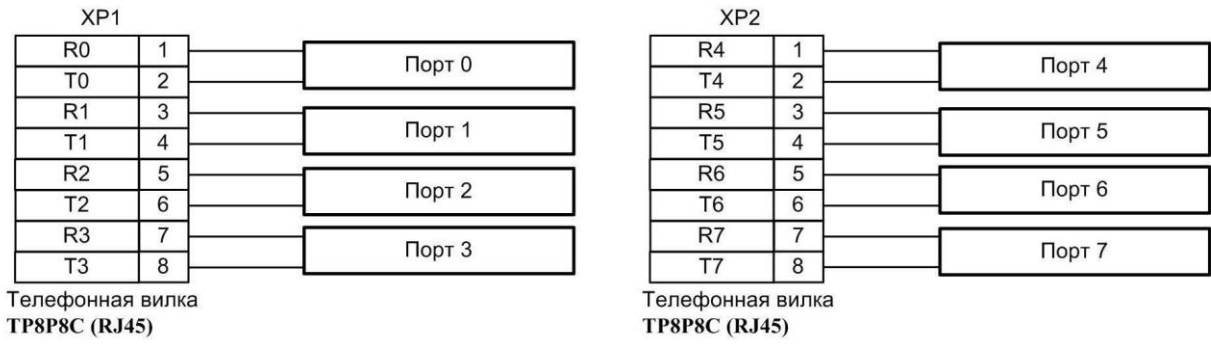 XP1
R0 1
T0 2
R1 3
T1 4
R2 5
T2 6
R3 7
T3 8
Порт 0
Порт 1
Порт 2
Порт 3
Телефонная вилка
TP8P8C (RJ45)
XP2
R4 1
T4 2
R5 3
T5 4
R6 5
T6 6
R7 7
T7 8
Порт 4
Порт 5
Порт 6
Порт 7
Телефонная вилка
TP8P8C (RJ45)